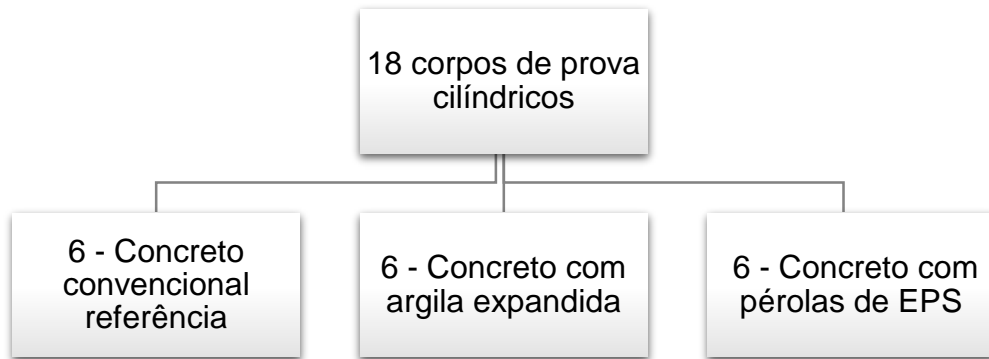 18 corpos de prova
cilíndricos
6 - Concreto
convencional
referência
6 - Concreto com
argila expandida
6 - Concreto com
pérolas de EPS